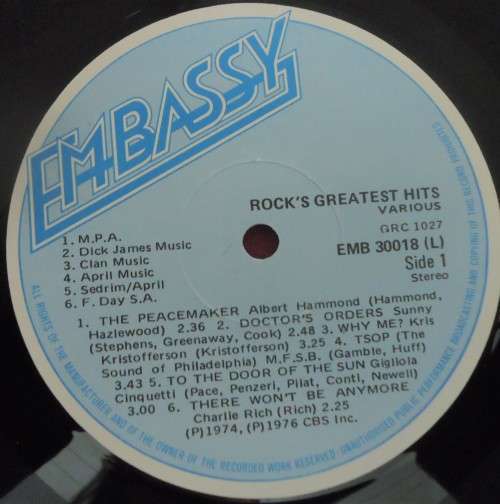 EMBASSY
ROCK'S GREATEST HITS
VARIOUS
GRC 1027
EMB 30018 (L)
Side 1
Stereo
1. M.P.A.
2. Dick James Music
3. Clan Music
4. April Music
5. Sedrim/April
6. F. Day S.A.
1. THE PEACEMAKER Albert Hammond (Hammond,
Hazlewood) 2.36 2. DOCTOR'S ORDERS Sunny
(Stephens, Greenaway, Cook) 2.48 3. WHY ME? Kris
Kristofferson (Kristofferson) 3.25 4. TSOP (The
Sound of Philadelphia) M.F.S.B. (Gamble, Huff)
3.43 5. TO THE DOOR OF THE SUN Gigliola
Cinquetti (Pace, Penzeri, Pilat, Conti, Newell)
3.00 6. THERE WON'T BE ANYMORE
Charlie Rich (Rich) 2.25
(P)1974, (P)1976 CBS Inc.
ALL RIGHTS OF THE MANUFACTURER AND OF THE OWNER OF THE RECORDED WORK RESERVED · UNAUTHORISED PUBLIC PERFORMANCE, BROADCASTING AND COPYING OF THIS RECORD PROHIBITED